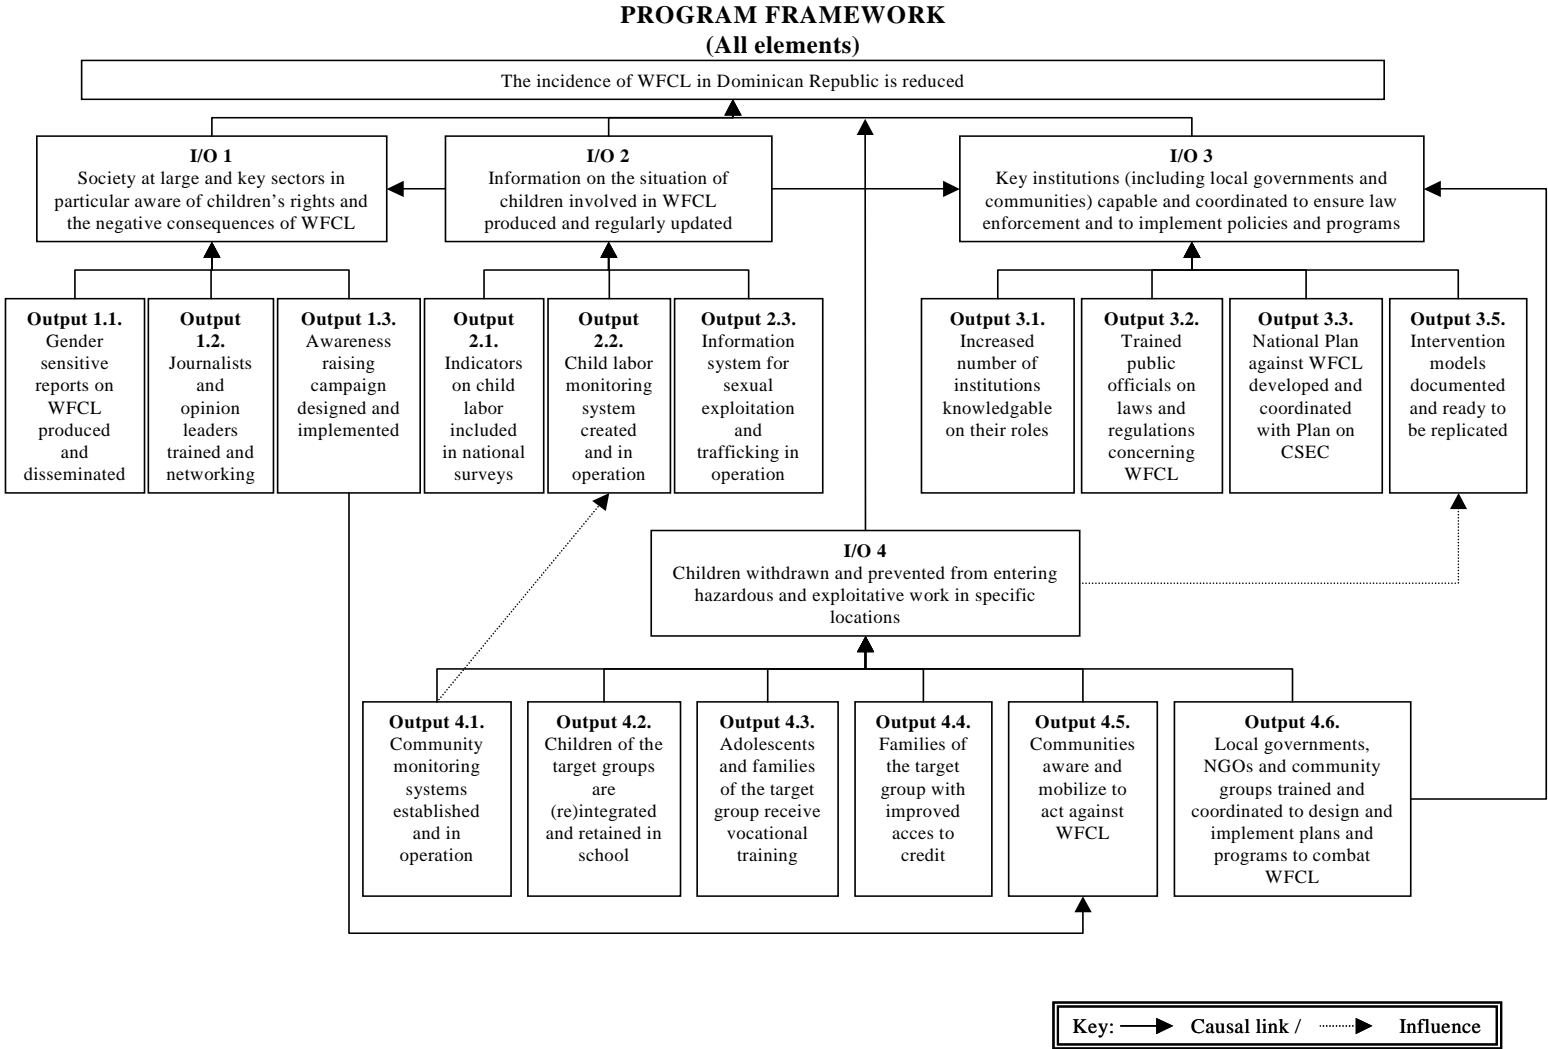 PROGRAM FRAMEWORK
(All elements)
The incidence of WFCL in Dominican Republic is reduced
I/O 1
Society at large and key sectors in
particular aware of children’s rights and
the negative consequences of WFCL
I/O 2
Information on the situation of
children involved in WFCL
produced and regularly updated
I/O 3
Key institutions (including local governments and
communities) capable and coordinated to ensure law
enforcement and to implement policies and programs
Output 1.1.
Gender
sensitive
reports on
WFCL
produced
and
disseminated
Output
1.2.
Journalists
and
opinion
leaders
trained and
networking
Output 1.3.
Awareness
raising
campaign
designed and
implemented
Output
2.1.
Indicators
on child
labor
included
in national
surveys
Output
2.2.
Child labor
monitoring
system
created
and in
operation
Output 2.3.
Information
system for
sexual
exploitation
and
trafficking in
operation
Output 3.1.
Increased
number of
institutions
knowledgable
on their roles
Output 3.2.
Trained
public
officials on
laws and
regulations
concerning
WFCL
Output 3.3.
National Plan
against WFCL
developed and
coordinated
with Plan on
CSEC
Output 3.5.
Intervention
models
documented
and ready to
be replicated
I/O 4
Children withdrawn and prevented from entering
hazardous and exploitative work in specific
locations
Output 4.1.
Community
monitoring
systems
established
and in
operation
Output 4.2.
Children of the
target groups
are
(re)integrated
and retained in
school
Output 4.3.
Adolescents
and families
of the target
group receive
vocational
training
Output 4.4.
Families of
the target
group with
improved
acces to
credit
Output 4.5.
Communities
aware and
mobilize to
act against
WFCL
Output 4.6.
Local governments,
NGOs and community
groups trained and
coordinated to design and
implement plans and
programs to combat
WFCL
Key: Causal link / Influence